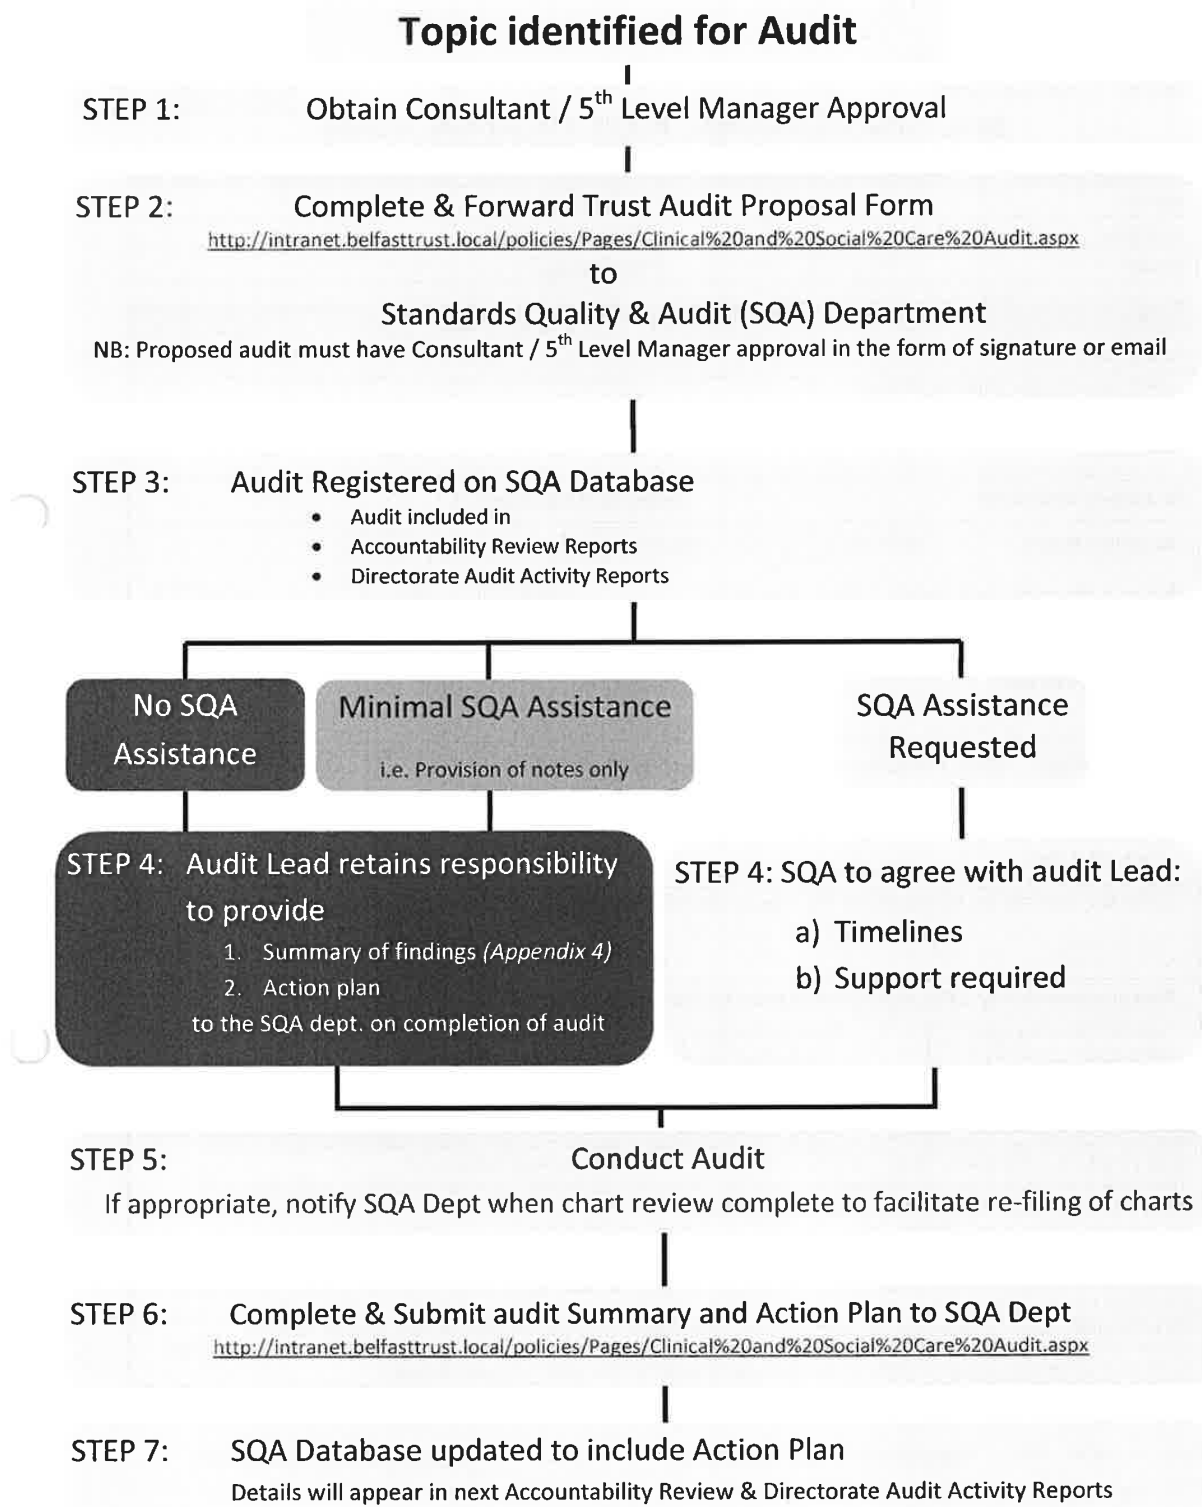 Topic identified for Audit
STEP 1: Obtain Consultant / 5th Level Manager Approval
STEP 2: Complete & Forward Trust Audit Proposal Form
http://intranet.belfasttrust.local/policies/Pages/Clinical%20and%20Social%20Care%20Audit.aspx
to
Standards Quality & Audit (SQA) Department
NB: Proposed audit must have Consultant / 5th Level Manager approval in the form of signature or email
STEP 3: Audit Registered on SQA Database
• Audit included in
• Accountability Review Reports
• Directorate Audit Activity Reports
No SQA
Assistance
Minimal SQA Assistance
i.e. Provision of notes only
SQA Assistance
Requested
STEP 4: Audit Lead retains responsibility
to provide
1. Summary of findings (Appendix 4)
2. Action plan
to the SQA dept. on completion of audit
STEP 4: SQA to agree with audit Lead:
a) Timelines
b) Support required
STEP 5: Conduct Audit
If appropriate, notify SQA Dept when chart review complete to facilitate re-filing of charts
STEP 6: Complete & Submit audit Summary and Action Plan to SQA Dept
http://intranet.belfasttrust.local/policies/Pages/Clinical%20and%20Social%20Care%20Audit.aspx
STEP 7: SQA Database updated to include Action Plan
Details will appear in next Accountability Review & Directorate Audit Activity Reports